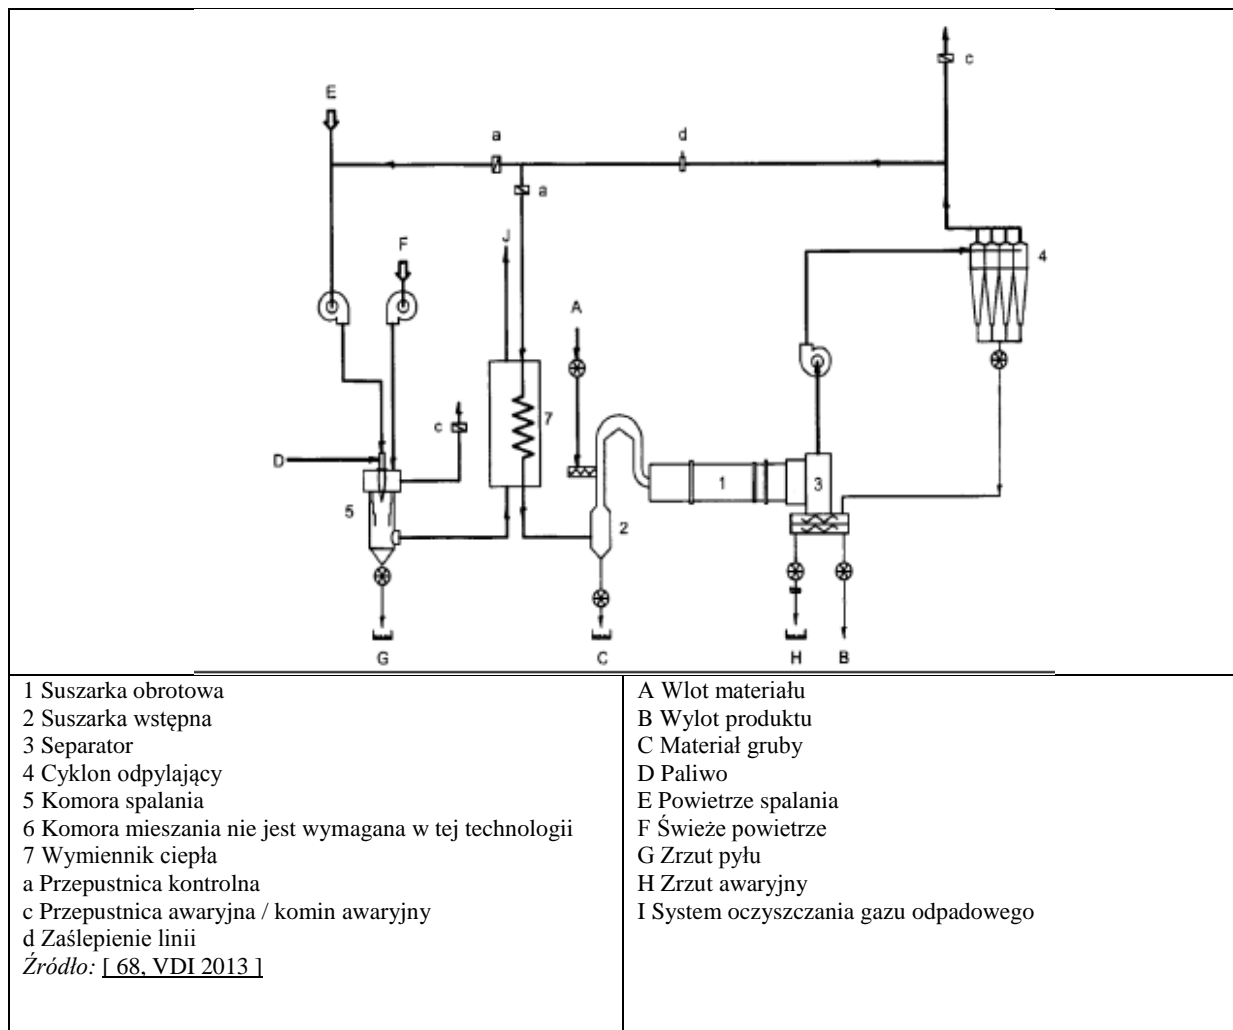 c
E
a
d
a
F
J
4
A
c
7
D
1
3
5
2
G
C
H
B
1 Suszarka obrotowa
2 Suszarka wstępna
3 Separator
4 Cyklon odpylający
5 Komora spalania
6 Komora mieszania nie jest wymagana w tej technologii
7 Wymiennik ciepła
a Przepustnica kontrolna
c Przepustnica awaryjna / komin awaryjny
d Zaślepienie linii
Źródło: [ 68, VDI 2013 ]
A Wlot materiału
B Wylot produktu
C Materiał gruby
D Paliwo
E Powietrze spalania
F Świeże powietrze
G Zrzut pyłu
H Zrzut awaryjny
I System oczyszczania gazu odpadowego